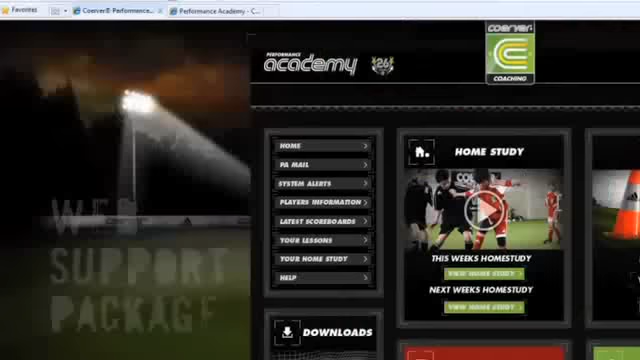 Favorites
Coerver® Performance...
Performance Academy - C...
PERFORMANCE
academy
26
COERVER
COACHING
HOME
PA MAIL
SYSTEM ALERTS
PLAYERS INFORMATION
LATEST SCOREBOARDS
YOUR LESSONS
YOUR HOME STUDY
HELP
HOME STUDY
THIS WEEKS HOMESTUDY
VIEW HOME STUDY
NEXT WEEKS HOMESTUDY
VIEW HOME STUDY
DOWNLOADS
WEB
SUPPORT
PACKAGE